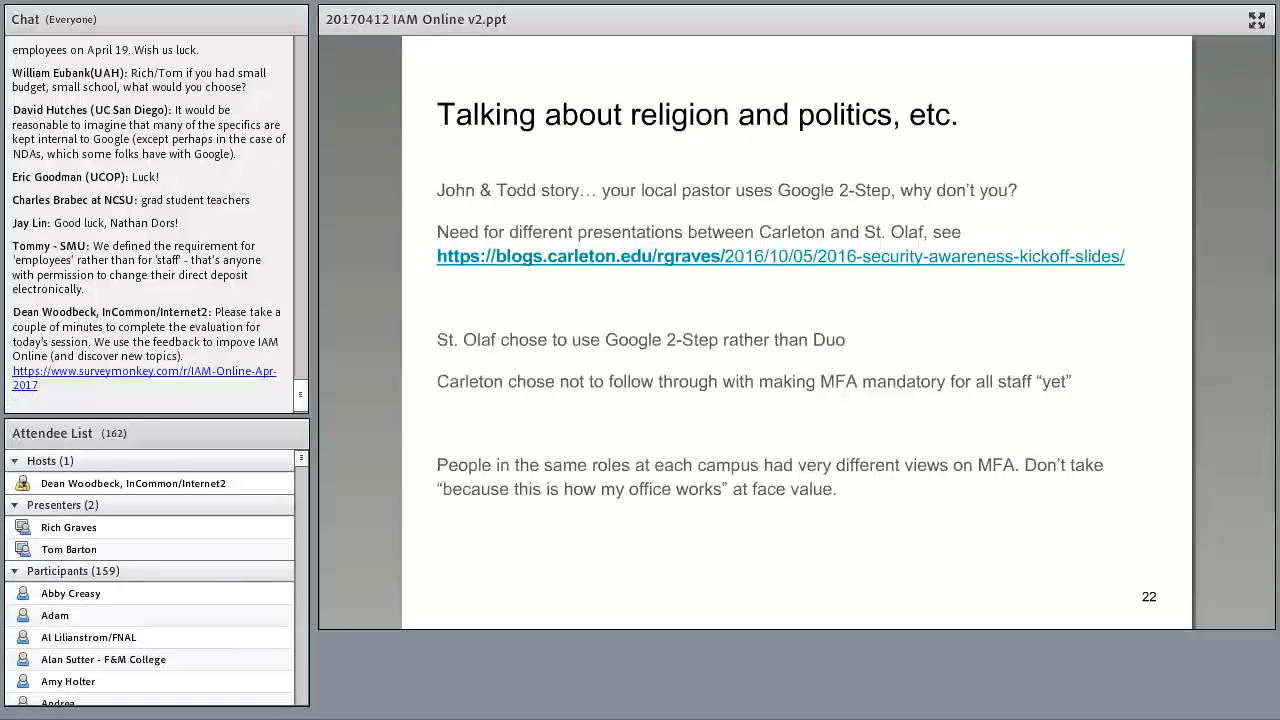 Chat (Everyone)
employees on April 19. Wish us luck.
William Eubank(UAH): Rich/Tom if you had small
budget, small school, what would you choose?
David Hutches (UC San Diego): It would be
reasonable to imagine that many of the specifics are
kept internal to Google (except perhaps in the case of
NDAs, which some folks have with Google).
Eric Goodman (UCOP): Luck!
Charles Brabec at NCSU: grad student teachers
Jay Lin: Good luck, Nathan Dors!
Tommy - SMU: We defined the requirement for
'employees' rather than for 'staff' - that's anyone
with permission to change their direct deposit
electronically.
Dean Woodbeck, InCommon/Internet2: Please take a
couple of minutes to complete the evaluation for
today's session. We ue the feedback to impove IAM
Online (and discover new topics).
https://www.surveymonkey.com/r/IAM-Online-Apr-
2017
Attendee List (162)
Hosts (1)
Dean Woodbeck, InCommon/Internet2
Presenters (2)
Rich Graves
Tom Barton
Participants (159)
Abby Creasy
Adam
Al Lilianstrom/FNAL
Alan Sutter - F&M College
Amy Holter
Andrea
20170412 IAM Online v2.ppt
Talking about religion and politics, etc.
John & Todd story… your local pastor uses Google 2-Step, why don’t you?
Need for different presentations between Carleton and St. Olaf, see
https://blogs.carleton.edu/rgraves/2016/10/05/2016-security-awareness-kickoff-slides/
St. Olaf chose to use Google 2-Step rather than Duo
Carleton chose not to follow through with making MFA mandatory for all staff “yet”
People in the same roles at each campus had very different views on MFA. Don’t take
“because this is how my office works” at face value.
22